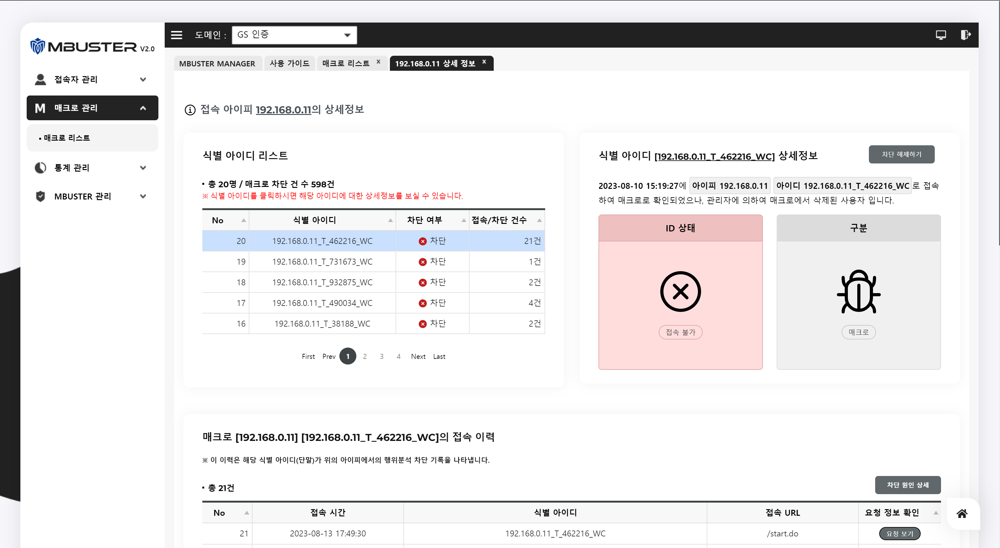 MBUSTER V2.0
도메인 : GS 인증
접속자 관리
매크로 관리
매크로 리스트
통계 관리
MBUSTER 관리
MBUSTER MANAGER 사용 가이드 매크로 리스트 x 192.168.0.11 상세 정보 x
접속 아이피 192.168.0.11의 상세정보
식별 아이디 리스트
총 20명 / 매크로 차단 건 수 598건
※ 식별 아이디를 클릭하시면 해당 아이디에 대한 상세정보를 보실 수 있습니다.
No 식별 아이디 차단 여부 접속/차단 건수
20 192.168.0.11_T_462216_WC 차단 21건
19 192.168.0.11_T_731673_WC 차단 1건
18 192.168.0.11_T_932875_WC 차단 2건
17 192.168.0.11_T_490034_WC 차단 4건
16 192.168.0.11_T_38188_WC 차단 2건
First Prev 1 2 3 4 Next Last
식별 아이디 [192.168.0.11_T_462216_WC] 상세정보 차단 해제하기
2023-08-10 15:19:27에 아이피 192.168.0.11 아이디 192.168.0.11_T_462216_WC 로 접속
하여 매크로로 확인되었으나, 관리자에 의하여 매크로에서 삭제된 사용자 입니다.
ID 상태
접속 불가
구분
매크로
매크로 [192.168.0.11] [192.168.0.11_T_462216_WC]의 접속 이력
※ 이 이력은 해당 식별 아이디(단말)가 위의 아이피에서의 행위분석 차단 기록을 나타냅니다.
총 21건 차단 원인 상세
No 접속 시간 식별 아이디 접속 URL 요청 정보 확인
21 2023-08-13 17:49:30 192.168.0.11_T_462216_WC /start.do 요청 보기